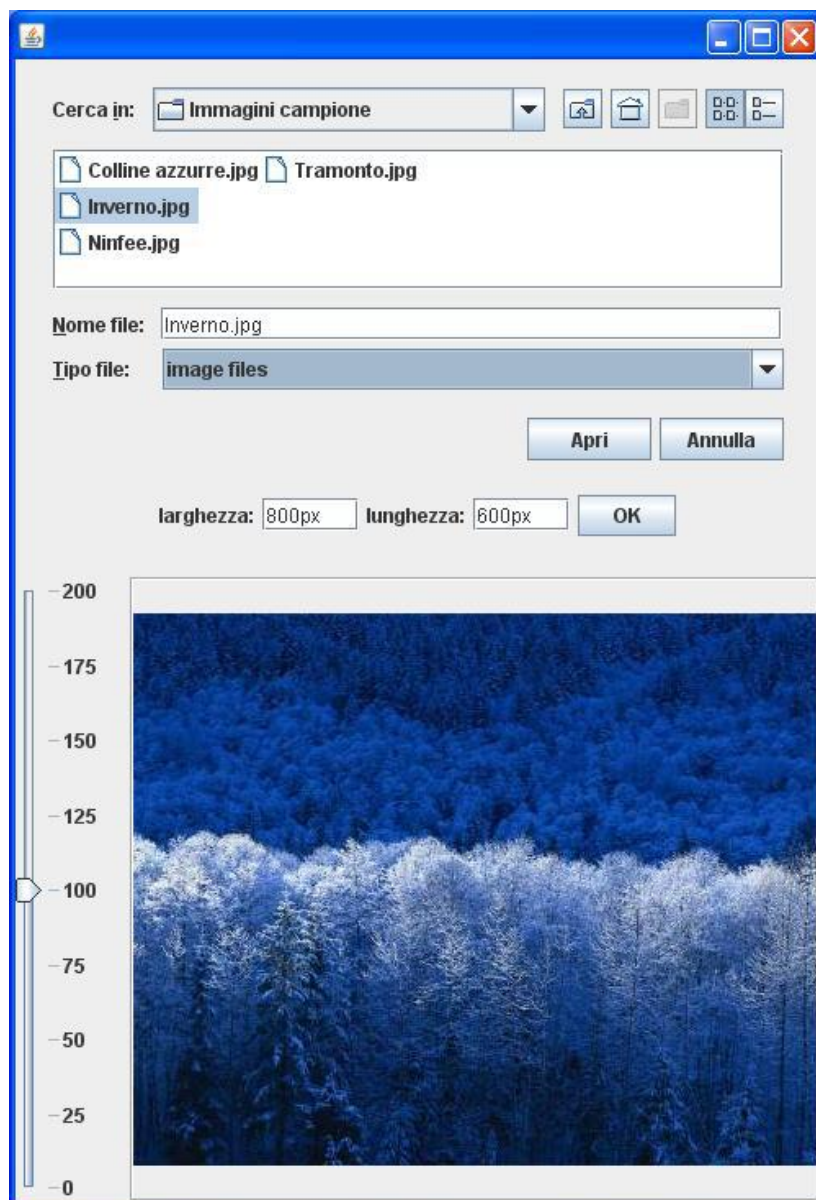 Cerca in: Immagini campione
Colline azzurre.jpg Tramonto.jpg
Inverno.jpg
Ninfee.jpg
Nome file: Inverno.jpg
Tipo file: image files
Apri Annulla
larghezza: 800px lunghezza: 600px OK
200
175
150
125
100
75
50
25
0